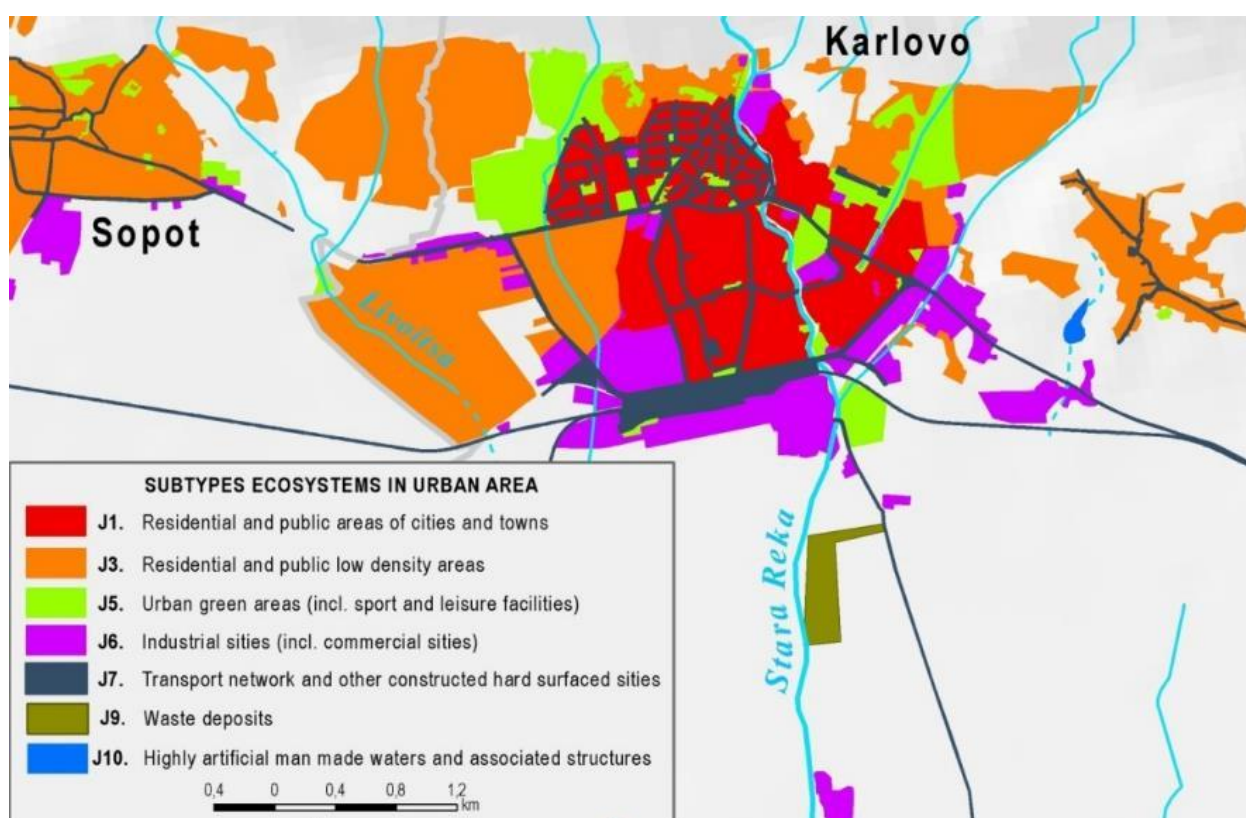 Karlovo
Sopot
Livnitsa
Stara Reka
SUBTYPES ECOSYSTEMS IN URBAN AREA
J1. Residential and public areas of cities and towns
J3. Residential and public low density areas
J5. Urban green areas (incl. sport and leisure facilities)
J6. Industrial sities (incl. commercial sities)
J7. Transport network and other constructed hard surfaced sities
J9. Waste deposits
J10. Highly artificial man made waters and associated structures
0,4 0 0,4 0,8 1,2
km